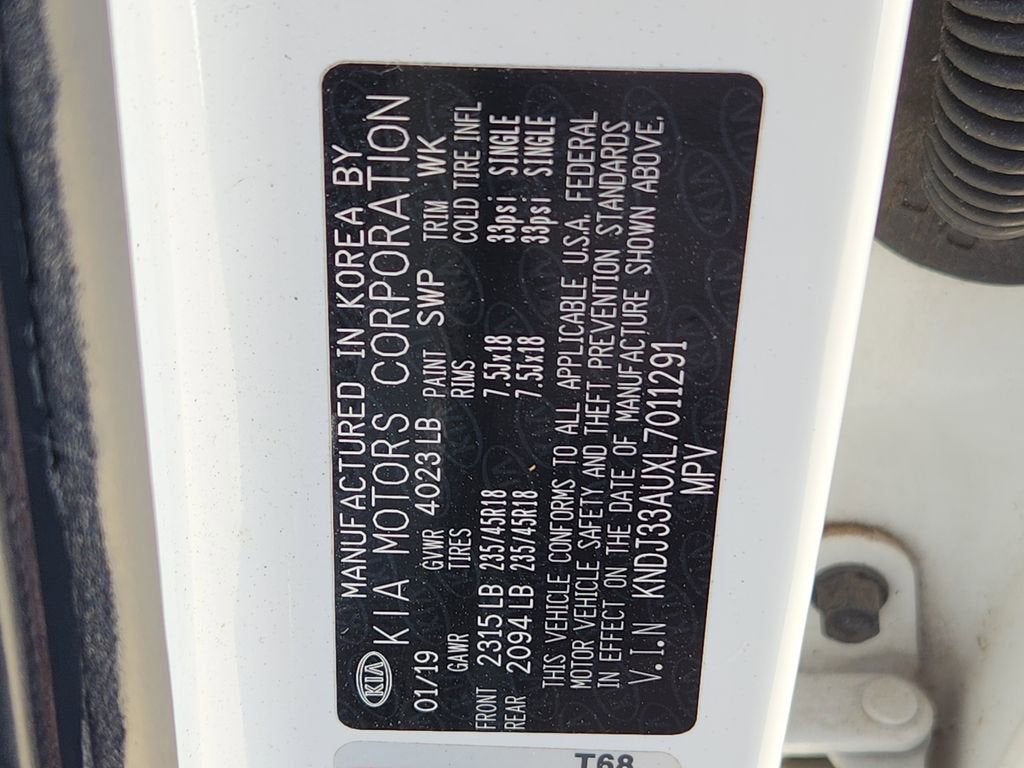 KIA MANUFACTURED IN KOREA BY
KIA MOTORS CORPORATION
01/19 GVWR 4023LB PAINT SWP TRIM WK
GAWR TIRES RIMS COLD TIRE INFL
FRONT 2315LB 235/45R18 7.5Jx18 33psi SINGLE
REAR 2094LB 235/45R18 7.5Jx18 33psi SINGLE
THIS VEHICLE CONFORMS TO ALL APPLICABLE U.S.A. FEDERAL
MOTOR VEHICLE SAFETY AND THEFT PREVENTION STANDARDS
IN EFFECT ON THE DATE OF MANUFACTURE SHOWN ABOVE.
V.I.N KNDJ33AUXL7011291
MPV
T68